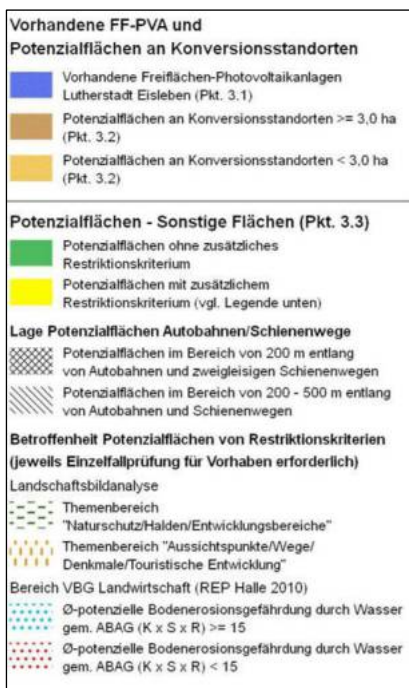 Vorhandene FF-PVA und
Potenzialflächen an Konversionsstandorten
Vorhandene Freiflächen-Photovoltaikanlagen
Lutherstadt Eisleben (Pkt. 3.1)
Potenzialflächen an Konversionsstandorten >= 3,0 ha
(Pkt. 3.2)
Potenzialflächen an Konversionsstandorten < 3,0 ha
(Pkt. 3.2)
Potenzialflächen - Sonstige Flächen (Pkt. 3.3)
Potenzialflächen ohne zusätzliches
Restriktionskriterium
Potenzialflächen mit zusätzlichem
Restriktionskriterium (vgl. Legende unten)
Lage Potenzialflächen Autobahnen/Schienenwege
Potenzialflächen im Bereich von 200 m entlang
von Autobahnen und zweigleisigen Schienenwegen
Potenzialflächen im Bereich von 200 - 500 m entlang
von Autobahnen und Schienenwegen
Betroffenheit Potenzialflächen von Restriktionskriterien
(jeweils Einzelfallprüfung für Vorhaben erforderlich)
Landschaftsbildanalyse
Themenbereich
"Naturschutz/Halden/Entwicklungsbereiche"
Themenbereich "Aussichtspunkte/Wege/
Denkmale/Touristische Entwicklung"
Bereich VBG Landwirtschaft (REP Halle 2010)
Ø-potenzielle Bodenerosionsgefährdung durch Wasser
gem. ABAG (K x S x R) >= 15
Ø-potenzielle Bodenerosionsgefährdung durch Wasser
gem. ABAG (K x S x R) < 15